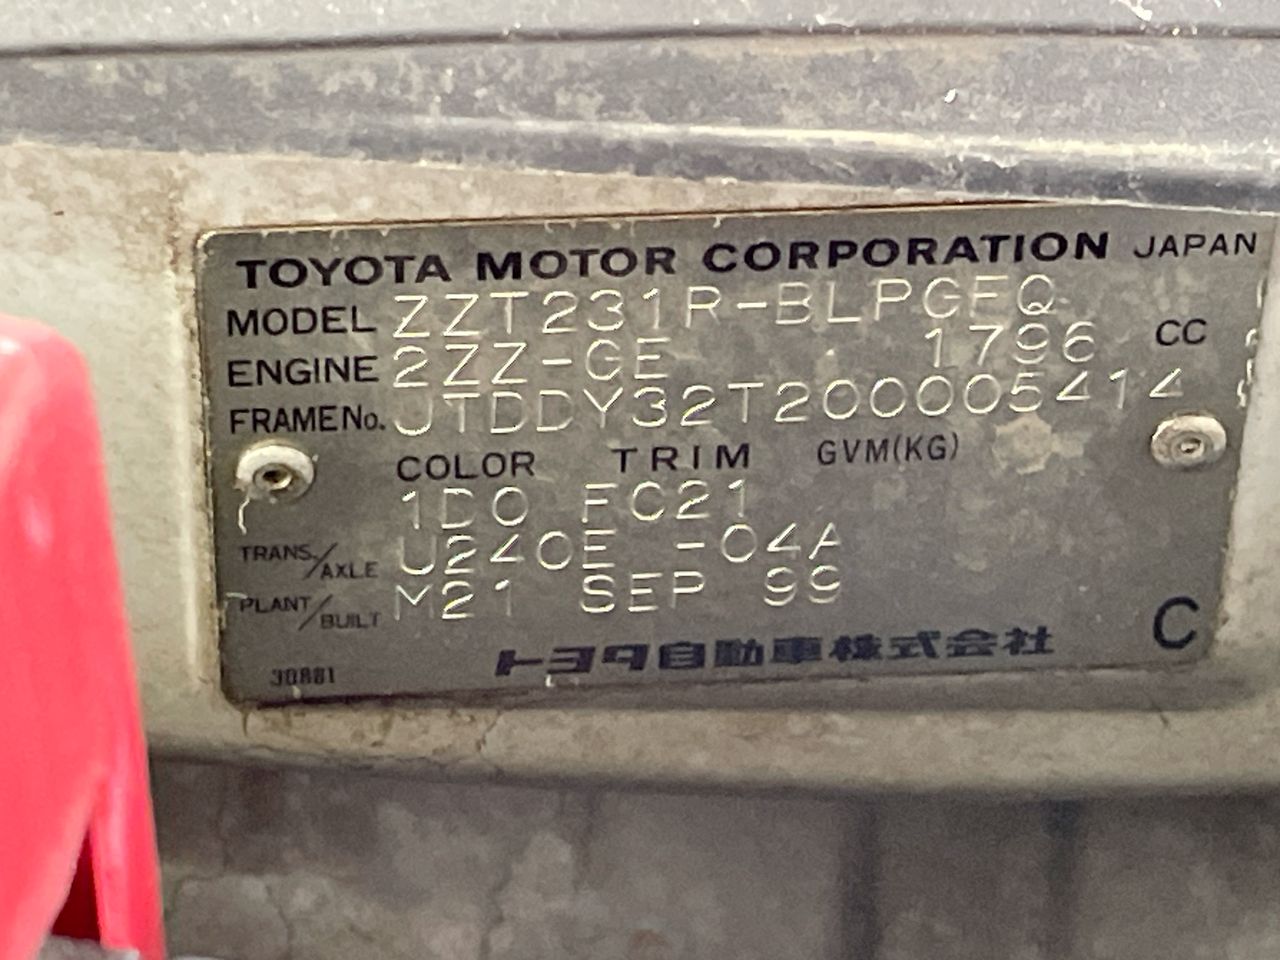 TOYOTA MOTOR CORPORATION JAPAN
MODEL ZZT231R-BLPGFQ
ENGINE 2ZZ-GE 1796 CC
FRAME No. JTDDY32T200005414
COLOR TRIM GVM(KG)
1D0 FC21
TRANS/AXLE U240E -04A
PLANT/BUILT M21 SEP 99
トヨタ自動車株式会社 C
30881